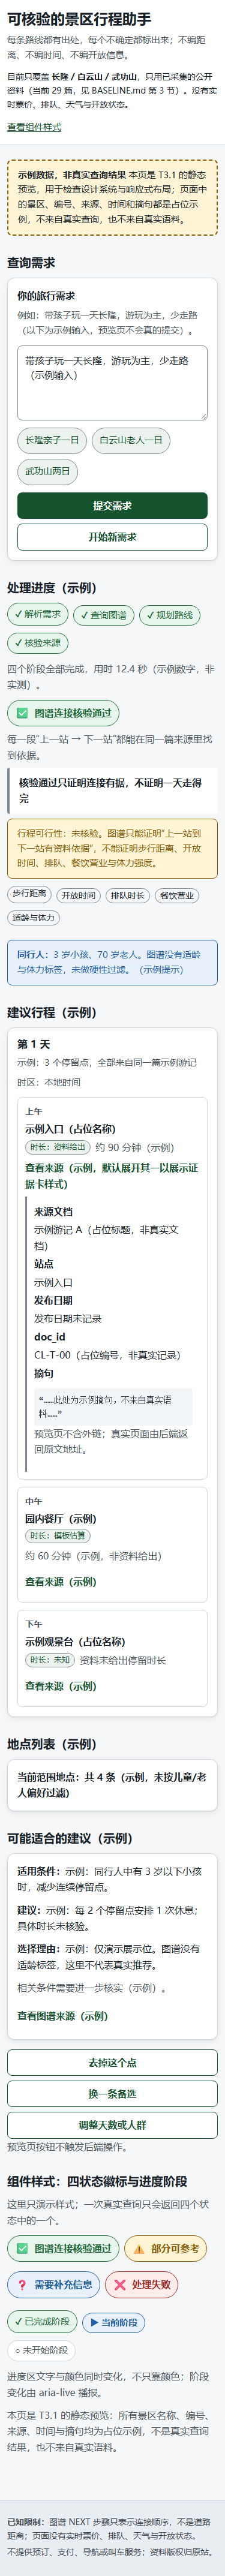 可核验的景区行程助手
每条路线都有出处，每个不确定都标出来；不编距
离、不编时间、不编开放信息。
目前只覆盖 长隆 / 白云山 / 武功山，只用已采集的公开
资料（当前 29 篇，见 BASELINE.md 第 3 节）。没有实
时票价、排队、天气与开放状态。
查看组件样式
示例数据，非真实查询结果 本页是 T3.1 的静态
预览，用于检查设计系统与响应式布局；页面中
的景区、编号、来源、时间和摘句都是占位示
例，不来自真实查询，也不来自真实语料。
查询需求
你的旅行需求
例如：带孩子玩一天长隆，游玩为主，少走路
（以下为示例输入，预览页不会真的提交）。
带孩子玩一天长隆，游玩为主，少走路
（示例输入）
长隆亲子一日
白云山老人一日
武功山两日
提交需求
开始新需求
处理进度（示例）
✓ 解析需求
✓ 查询图谱
✓ 规划路线
✓ 核验来源
四个阶段全部完成，用时 12.4 秒（示例数字，非
实测）。
✅ 图谱连接核验通过
每一段“上一站 → 下一站”都能在同一篇来源里找
到依据。
核验通过只证明连接有据，不证明一天走得
完
行程可行性：未核验。图谱只能证明“上一站到
下一站有资料依据”，不能证明步行距离、开放
时间、排队、餐饮营业与体力强度。
步行距离
开放时间
排队时长
餐饮营业
适龄与体力
同行人：3 岁小孩、70 岁老人。图谱没有适龄
与体力标签，未做硬性过滤。（示例提示）
建议行程（示例）
第 1 天
示例：3 个停留点，全部来自同一篇示例游记
时区：本地时间
上午
示例入口（占位名称）
时长：资料给出 约 90 分钟（示例）
查看来源（示例，默认展开其一以展示证
据卡样式）
来源文档
示例游记 A（占位标题，非真实文
档）
站点
示例入口
发布日期
发布日期未记录
doc_id
CL-T-00（占位编号，非真实记录）
摘句
“……此处为示例摘句，不来自真实语
料……”
预览页不含外链；真实页面由后端返
回原文地址。
中午
园内餐厅（示例）
时长：模板估算
约 60 分钟（示例，非资料给出）
查看来源（示例）
下午
示例观景台（占位名称）
时长：未知 资料未给出停留时长
查看来源（示例）
地点列表（示例）
当前范围地点：共 4 条（示例，未按儿童/老
人偏好过滤）
可能适合的建议（示例）
适用条件：示例：同行人中有 3 岁以下小孩
时，减少连续停留点。
建议：示例：每 2 个停留点安排 1 次休息；
具体时长未核验。
选择理由：示例：仅演示展示位。图谱没有
适龄标签，这里不代表真实推荐。
相关条件需要进一步核实（示例）。
查看图谱来源（示例）
去掉这个点
换一条备选
调整天数或人群
预览页按钮不触发后端操作。
组件样式：四状态徽标与进度阶段
这里只演示样式；一次真实查询只会返回四个状
态中的一个。
✅ 图谱连接核验通过
⚠️ 部分可参考
❓ 需要补充信息
❌ 处理失败
✓ 已完成阶段
▶ 当前阶段
○ 未开始阶段
进度区文字与颜色同时变化，不只靠颜色；阶段
变化由 aria-live 播报。
本页是 T3.1 的静态预览：所有景区名称、编号、
来源、时间与摘句均为占位示例，不是真实查询
结果，也不来自真实语料。
已知限制：图谱 NEXT 步骤只表示连接顺序，不是道路
距离；页面没有实时票价、排队、天气与开放状态。
不提供预订、支付、导航或叫车服务；资料版权归原站。